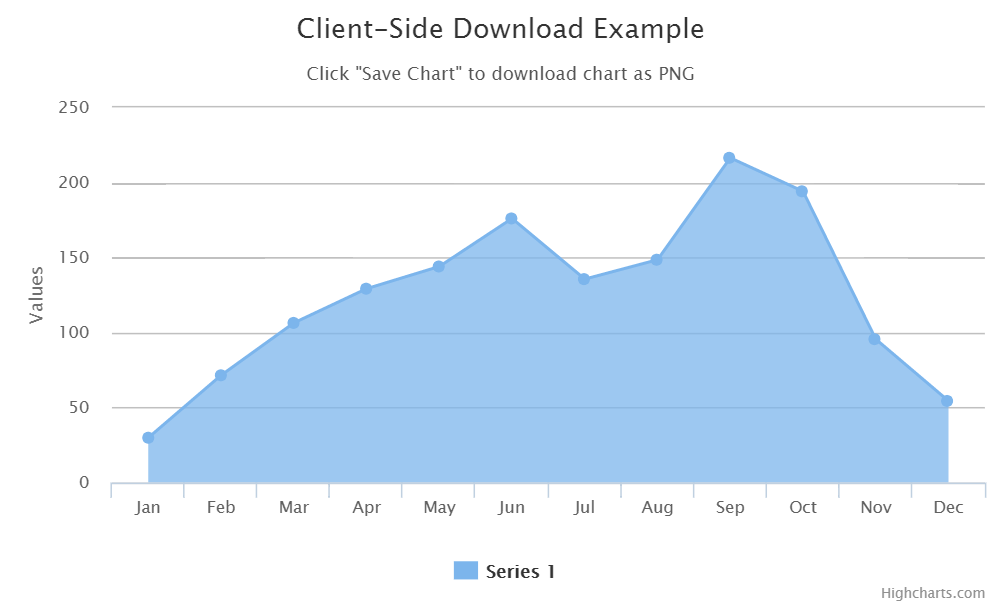 Client-Side Download Example
Click "Save Chart" to download chart as PNG
250
200
150
100
50
0
Values
Jan Feb Mar Apr May Jun Jul Aug Sep Oct Nov Dec
Series 1
Highcharts.com